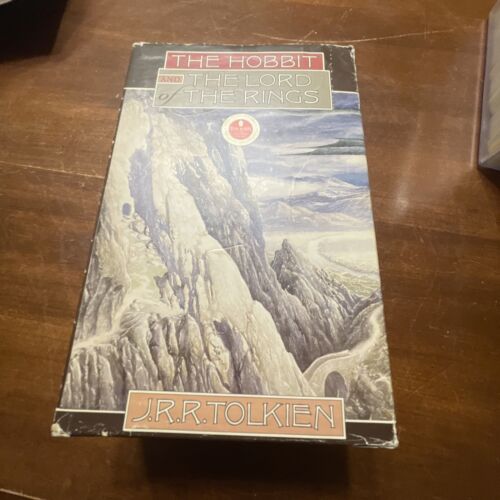 THE HOBBIT
AND THE LORD
of THE RINGS
J.R.R. TOLKIEN